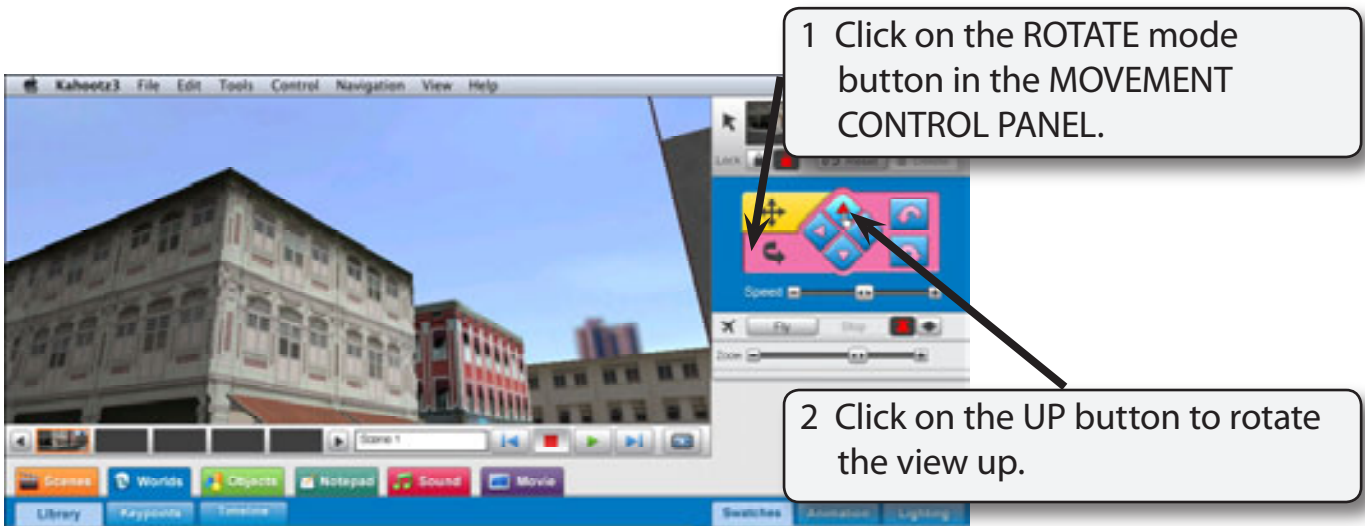 1 Click on the ROTATE mode
button in the MOVEMENT
CONTROL PANEL.
Kahootz3 File Edit Tools Control Navigation View Help
Lock Reset
Speed
Fly Stop
Zoom
2 Click on the UP button to rotate
the view up.
Scene 1
Scenes Worlds Objects Notepad Sound Movie
Library Keypoints Timeline Swatches Animation Lighting